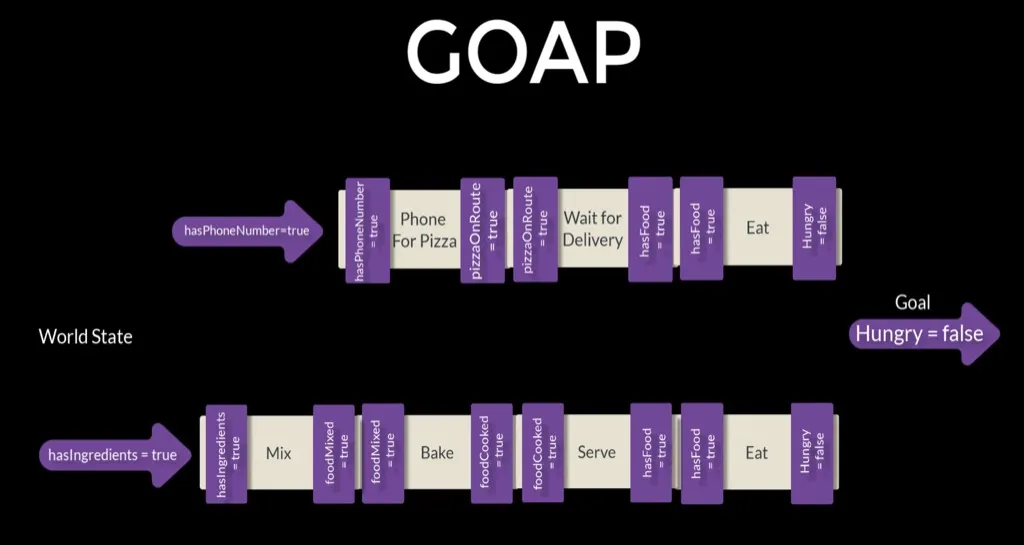 GOAP
hasPhoneNumber=true
hasPhoneNumber
= true
Phone
For Pizza
pizzaOnRoute
= true
pizzaOnRoute
= true
Wait for
Delivery
hasFood
= true
hasFood
= true
Eat
Hungry
= false
Goal
Hungry = false
World State
hasIngredients = true
hasIngredients
= true
Mix
foodMixed
= true
foodMixed
= true
Bake
foodCooked
= true
foodCooked
= true
Serve
hasFood
= true
hasFood
= true
Eat
Hungry
= false